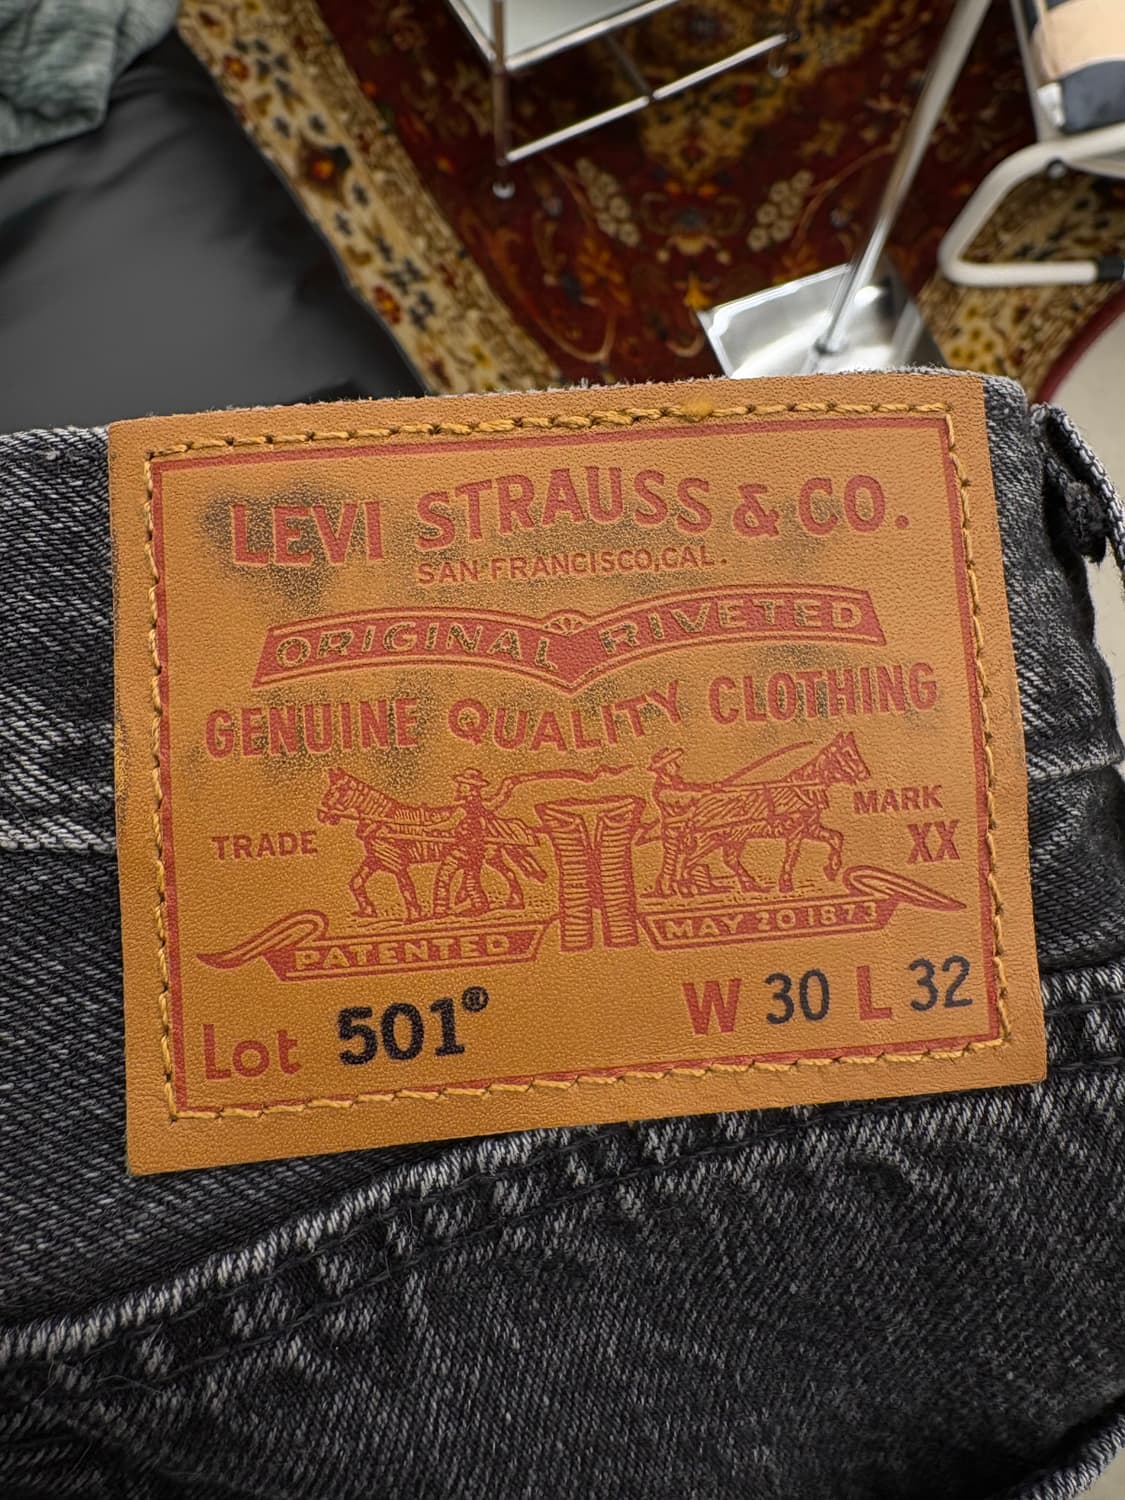 LEVI STRAUSS & CO.
SAN FRANCISCO,CAL.
ORIGINAL RIVETED
GENUINE QUALITY CLOTHING
TRADE MARK
XX
PATENTED MAY 20 1873
Lot 501® W 30 L 32